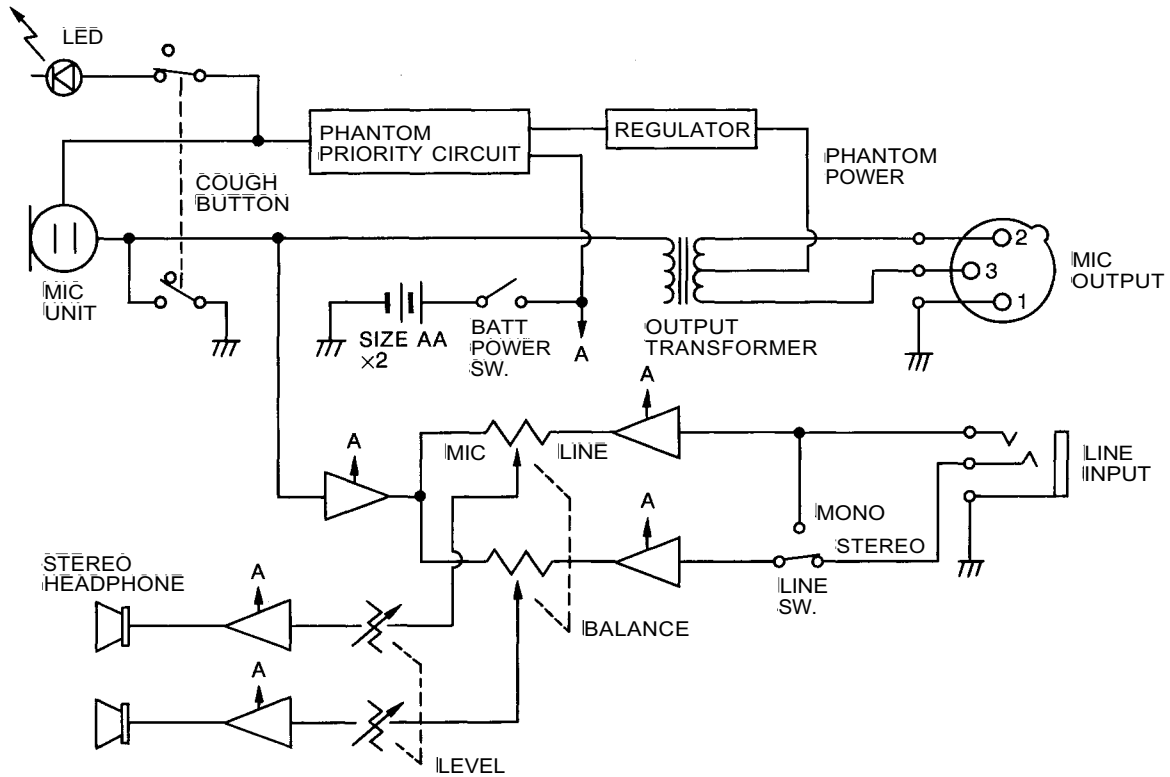 LED
PHANTOM
PRIORITY CIRCUIT
REGULATOR
PHANTOM
POWER
COUGH
BUTTON
MIC
UNIT
2
3
1
MIC
OUTPUT
SIZE AA
×2
BATT
POWER
SW.
A
OUTPUT
TRANSFORMER
A
MIC
LINE
A
LINE
INPUT
MONO
STEREO
A
LINE
SW.
STEREO
HEADPHONE
A
BALANCE
A
LEVEL